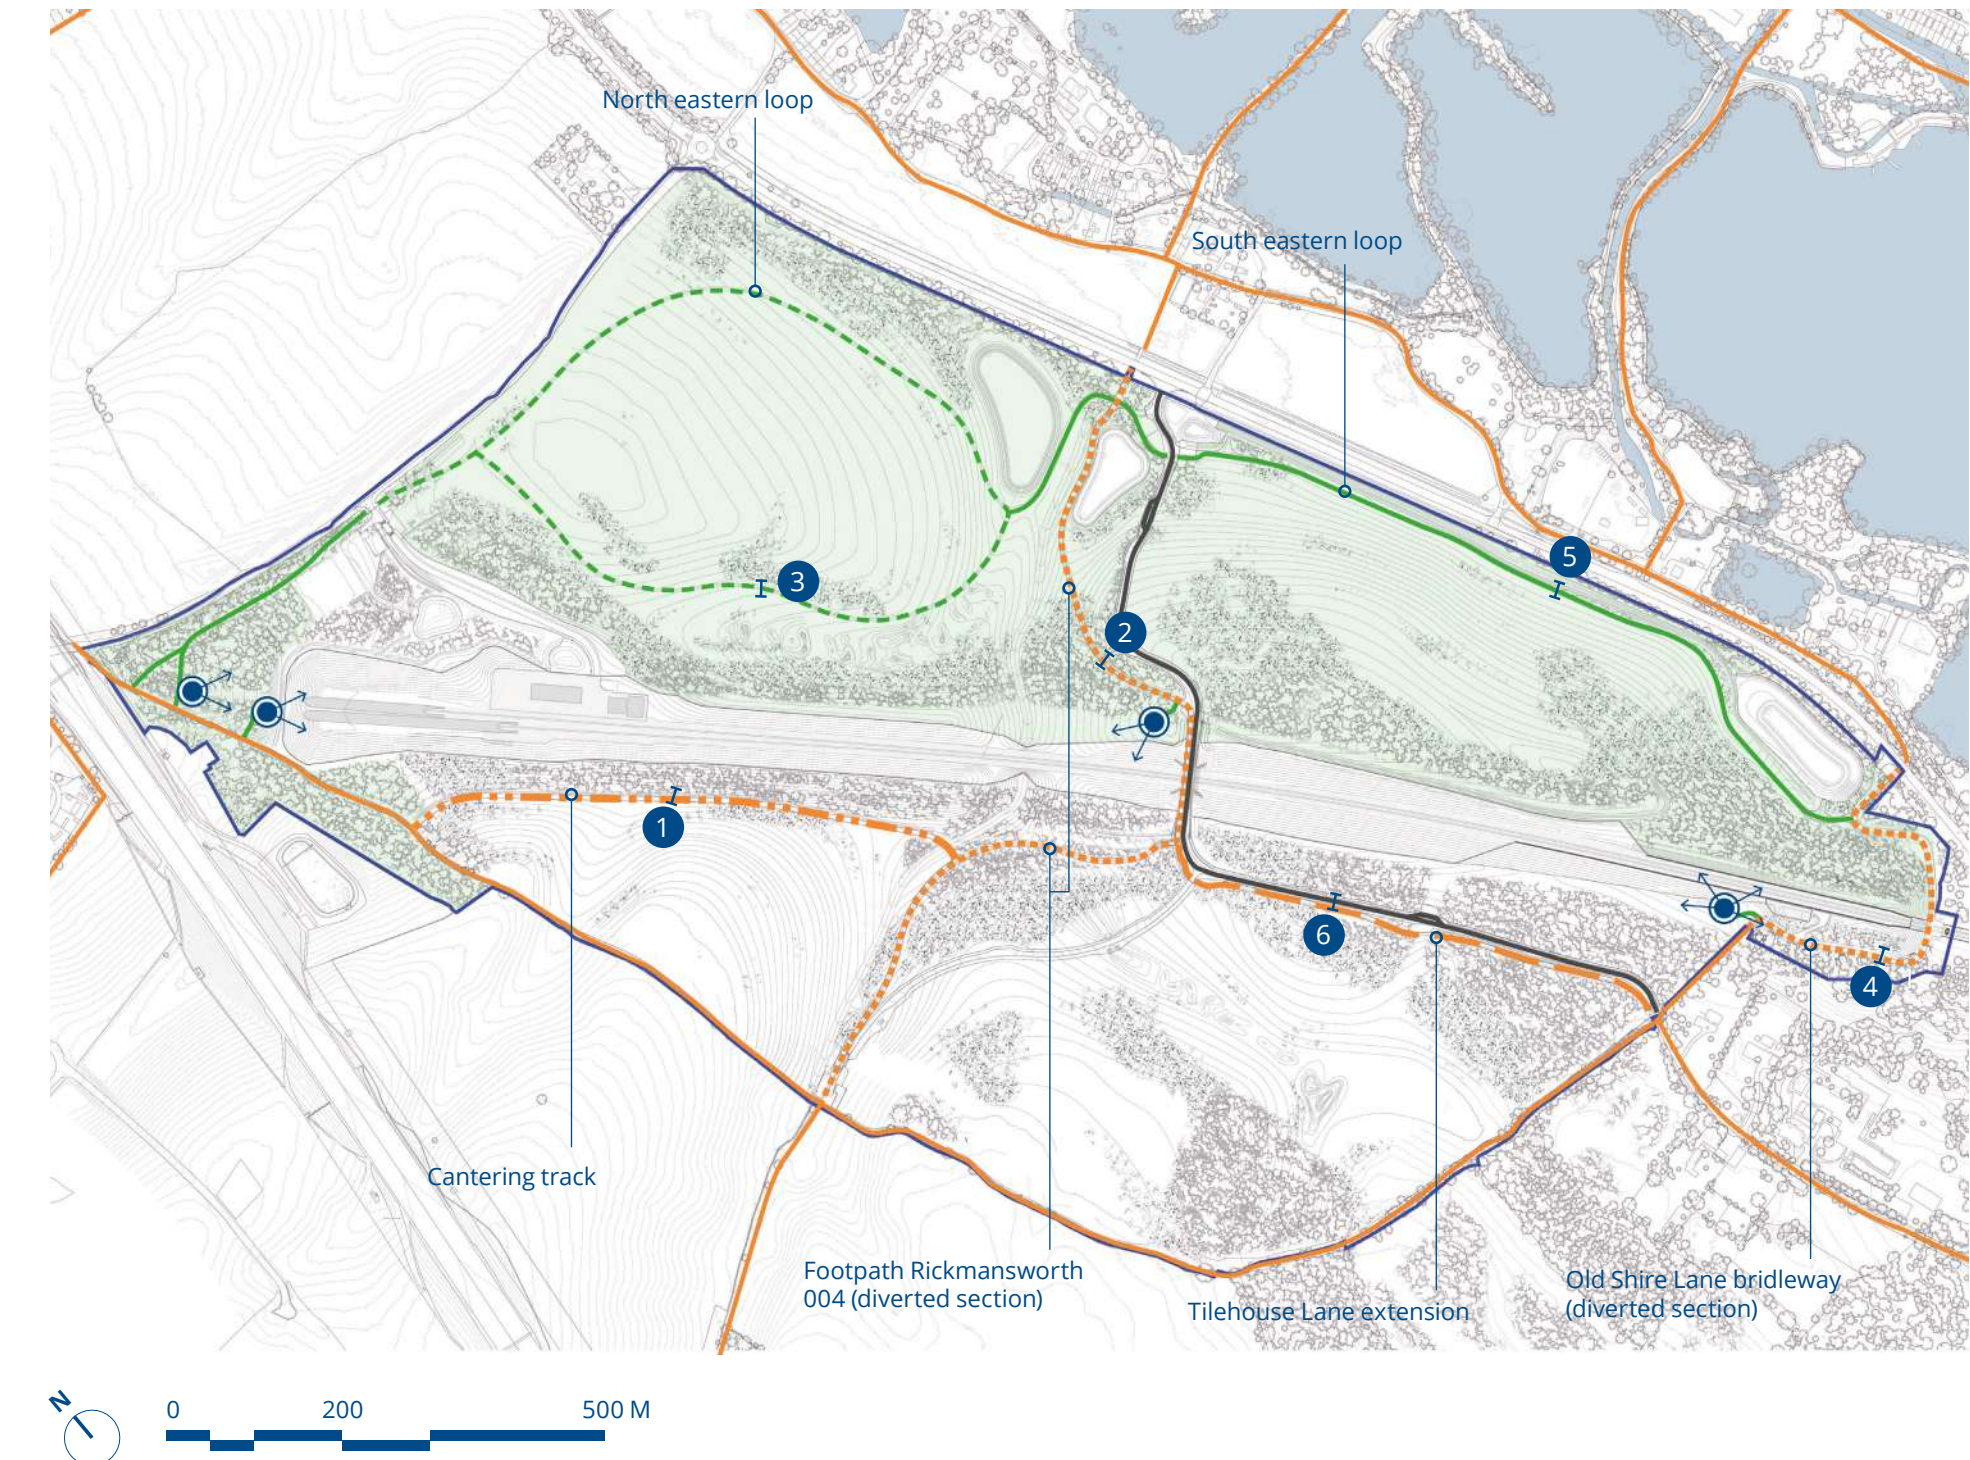 North eastern loop
South eastern loop
5
3
2
1
6
4
Cantering track
Footpath Rickmansworth
004 (diverted section)
Tilehouse Lane extension
Old Shire Lane bridleway
(diverted section)
N
0 200 500 M